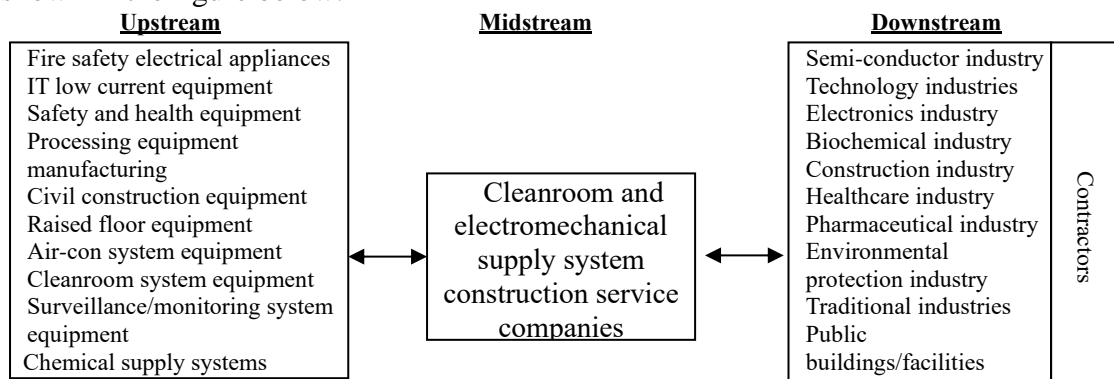 Upstream
Midstream
Downstream
Fire safety electrical appliances
IT low current equipment
Safety and health equipment
Processing equipment
manufacturing
Civil construction equipment
Raised floor equipment
Air-con system equipment
Cleanroom system equipment
Surveillance/monitoring system
equipment
Chemical supply systems
Cleanroom and
electromechanical
supply system
construction service
companies
Semi-conductor industry
Technology industries
Electronics industry
Biochemical industry
Construction industry
Healthcare industry
Pharmaceutical industry
Environmental
protection industry
Traditional industries
Public
buildings/facilities
Contractors